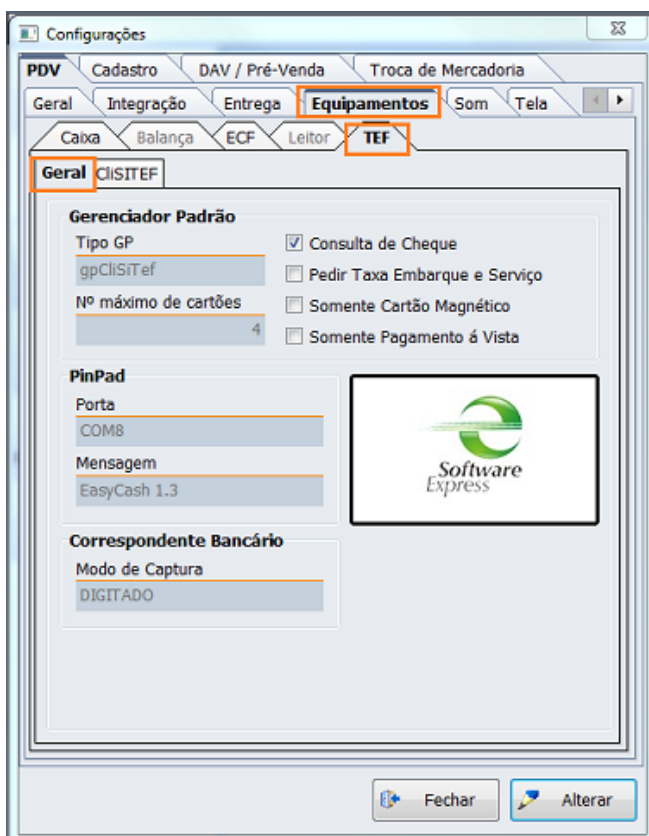 Configurações
PDV Cadastro DAV / Pré-Venda Troca de Mercadoria
Geral Integração Entrega Equipamentos Som Tela
Caixa Balança ECF Leitor TEF
Geral CliSITEF
Gerenciador Padrão
Tipo GP
gpCliSiTef
Nº máximo de cartões
4
Consulta de Cheque
Pedir Taxa Embarque e Serviço
Somente Cartão Magnético
Somente Pagamento á Vista
PinPad
Porta
COM8
Mensagem
EasyCash 1.3
Software
Express
Correspondente Bancário
Modo de Captura
DIGITADO
Fechar Alterar